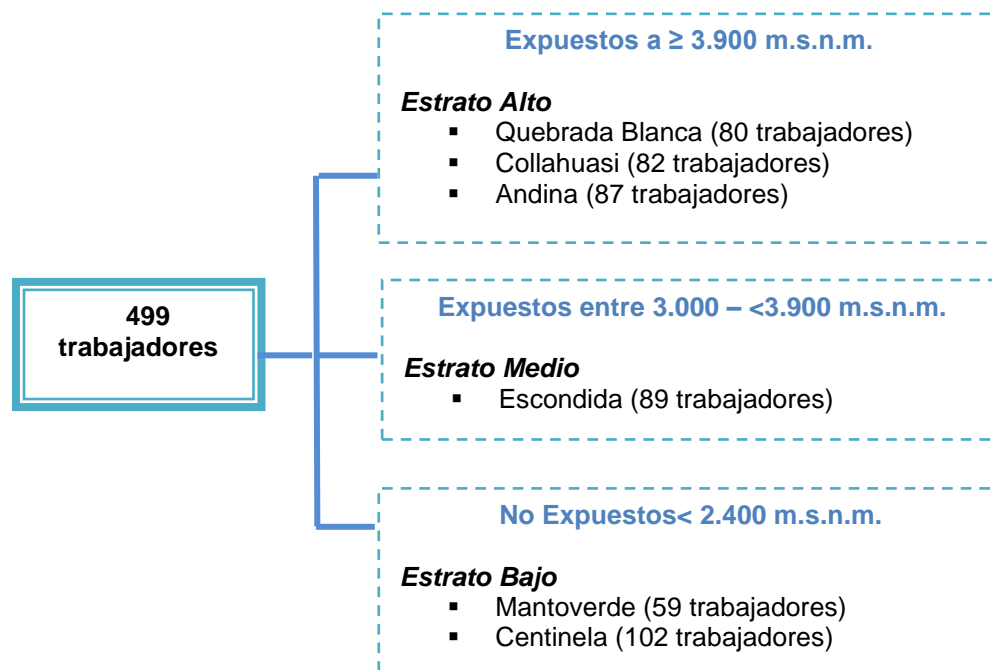 Expuestos a ≥ 3.900 m.s.n.m.
Estrato Alto
▪ Quebrada Blanca (80 trabajadores)
▪ Collahuasi (82 trabajadores)
▪ Andina (87 trabajadores)
499
trabajadores
Expuestos entre 3.000 – <3.900 m.s.n.m.
Estrato Medio
▪ Escondida (89 trabajadores)
No Expuestos< 2.400 m.s.n.m.
Estrato Bajo
▪ Mantoverde (59 trabajadores)
▪ Centinela (102 trabajadores)